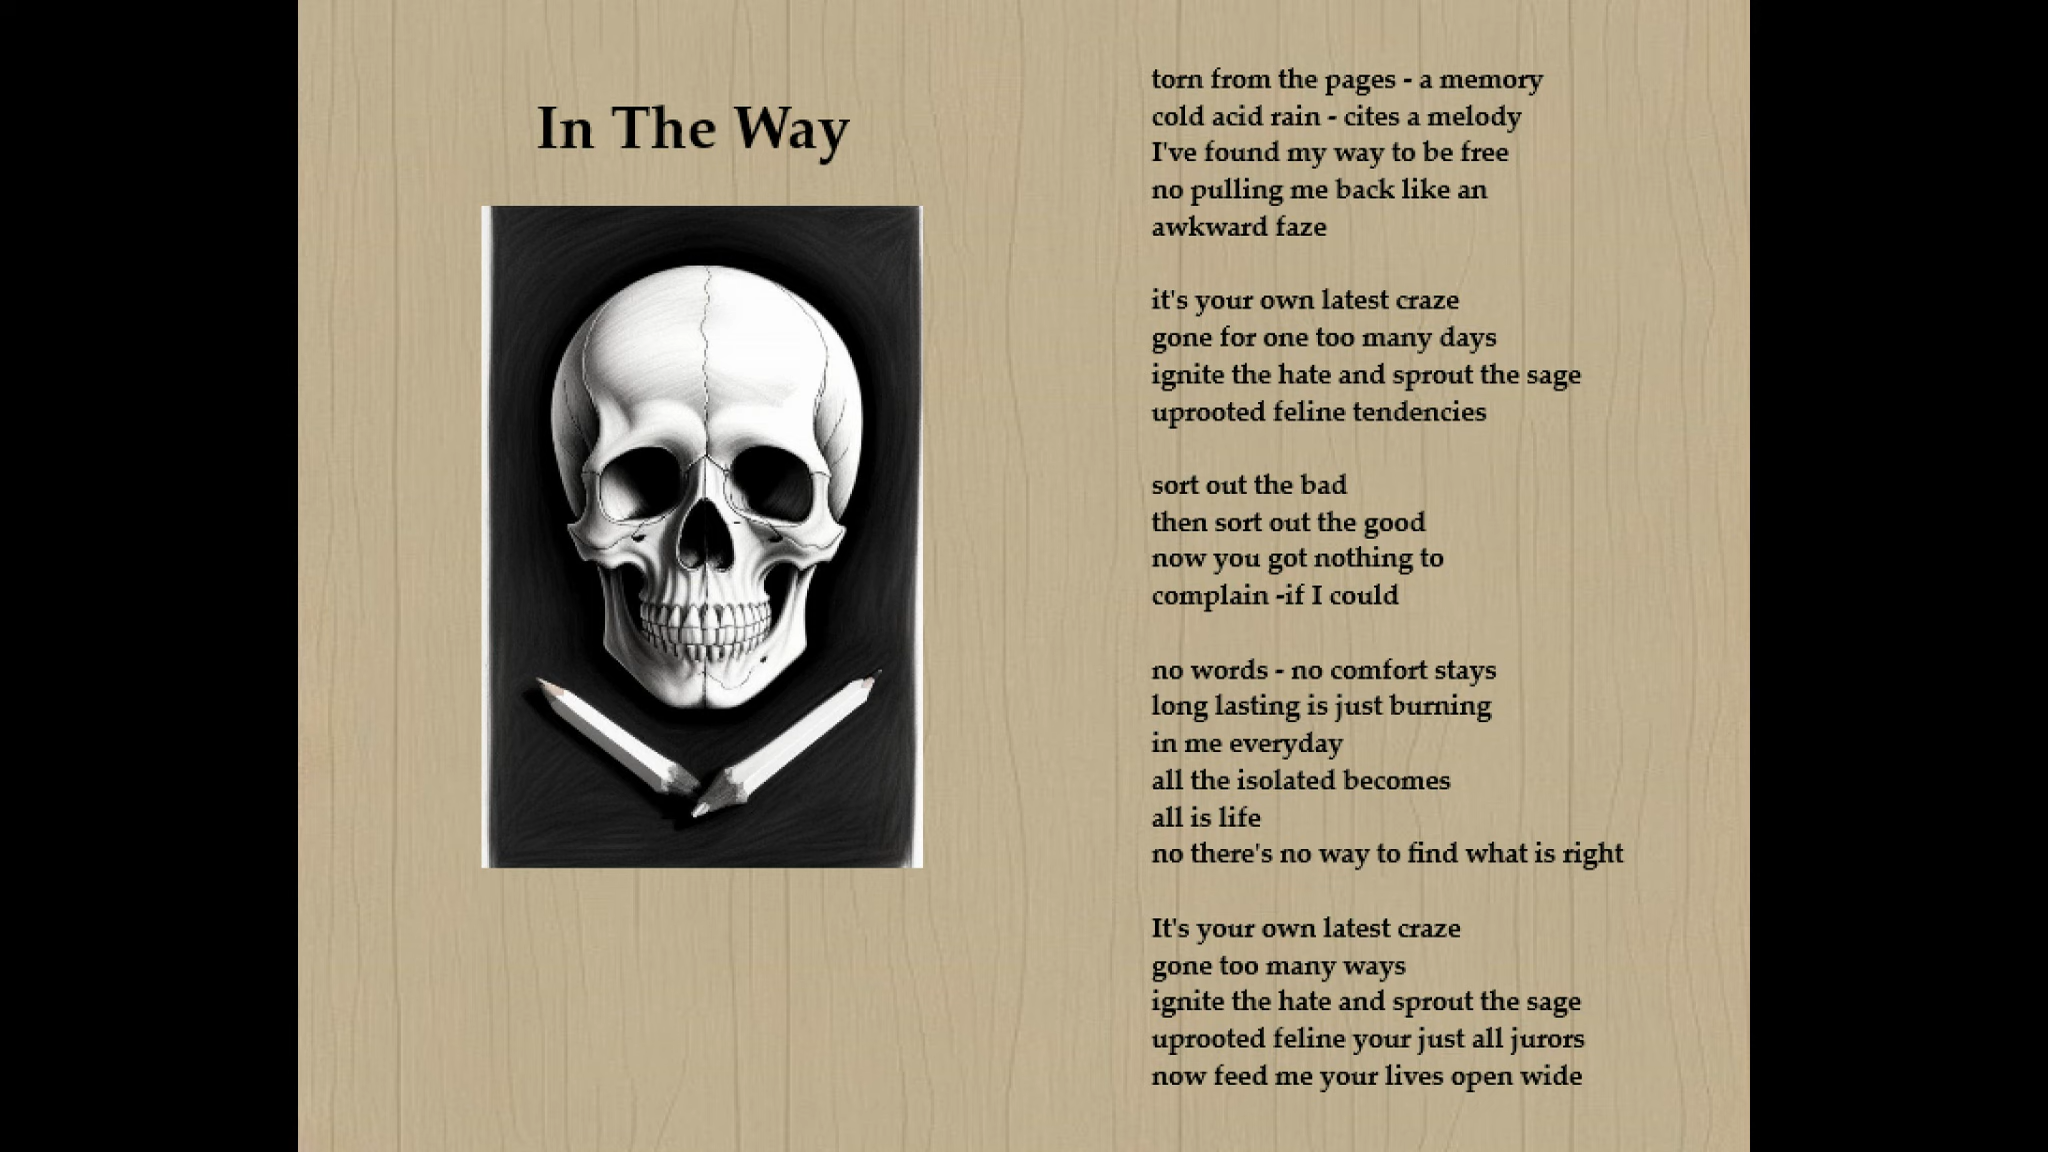 In The Way
torn from the pages - a memory
cold acid rain - cites a melody
I've found my way to be free
no pulling me back like an
awkward faze
it's your own latest craze
gone for one too many days
ignite the hate and sprout the sage
uprooted feline tendencies
sort out the bad
then sort out the good
now you got nothing to
complain -if I could
no words - no comfort stays
long lasting is just burning
in me everyday
all the isolated becomes
all is life
no there's no way to find what is right
It's your own latest craze
gone too many ways
ignite the hate and sprout the sage
uprooted feline your just all jurors
now feed me your lives open wide